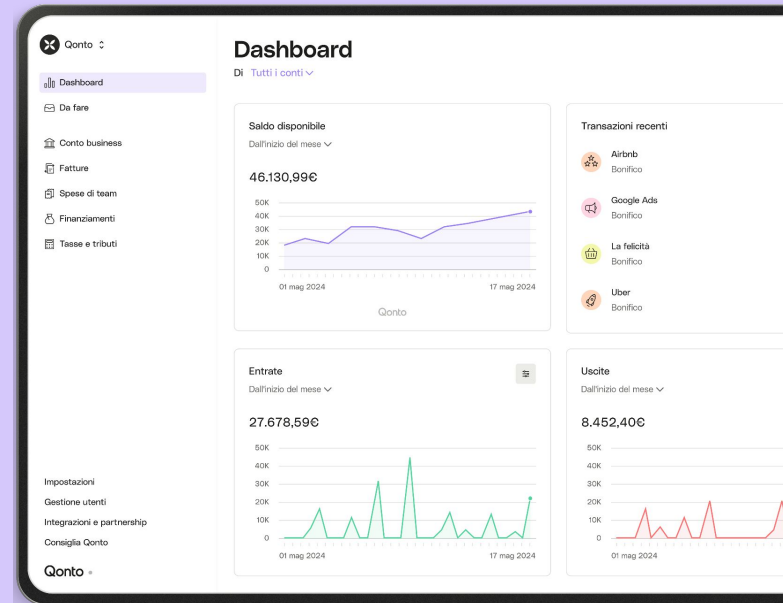 Qonto
Dashboard
Da fare
Conto business
Fatture
Spese di team
Finanziamenti
Tasse e tributi
Impostazioni
Gestione utenti
Integrazioni e partnership
Consiglia Qonto
Qonto
Dashboard
Di Tutti i conti
Saldo disponibile
Dall'inizio del mese
46.130,99€
50K
40K
30K
20K
10K
0
01 mag 2024 17 mag 2024
Qonto
Transazioni recenti
Airbnb
Bonifico
Google Ads
Bonifico
La felicità
Bonifico
Uber
Bonifico
Entrate
Dall'inizio del mese
27.678,59€
50K
40K
30K
20K
10K
0
01 mag 2024 17 mag 2024
Uscite
Dall'inizio del mese
8.452,40€
50K
40K
30K
20K
10K
0
01 mag 2024